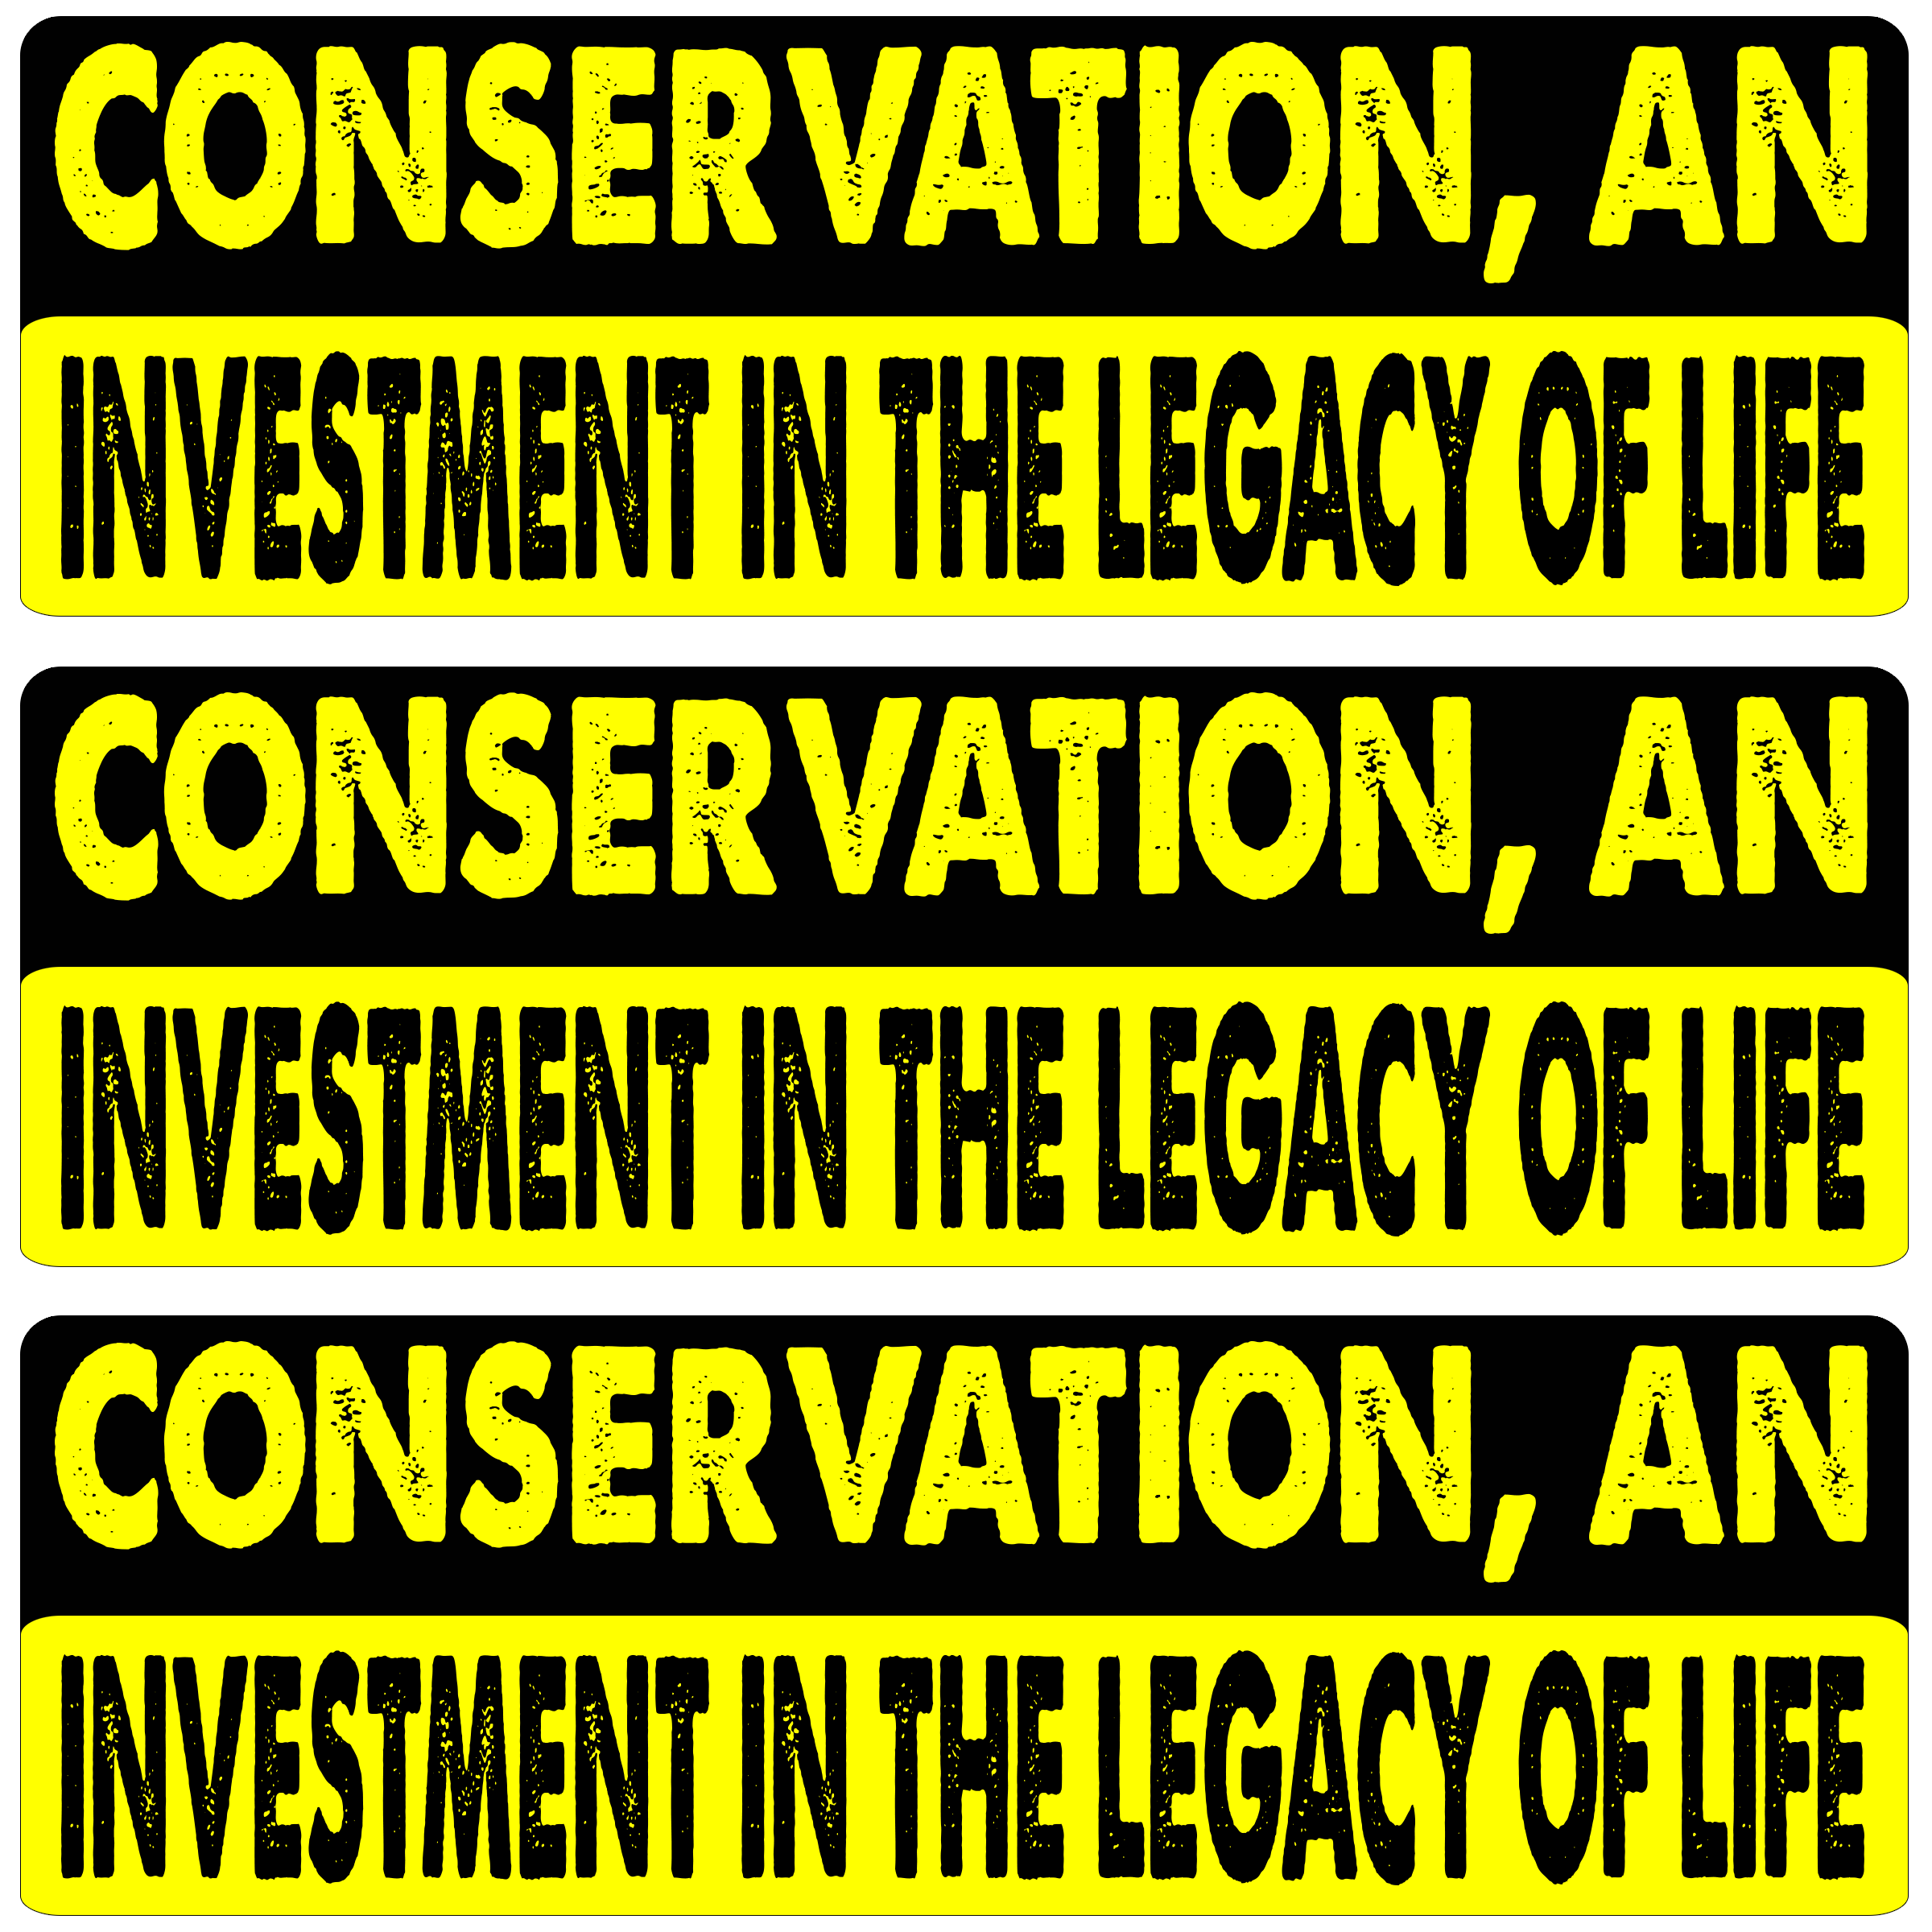 CONSERVATION, AN
INVESTMENT IN THE LEGACY OF LIFE
CONSERVATION, AN
INVESTMENT IN THE LEGACY OF LIFE
CONSERVATION, AN
INVESTMENT IN THE LEGACY OF LIFE